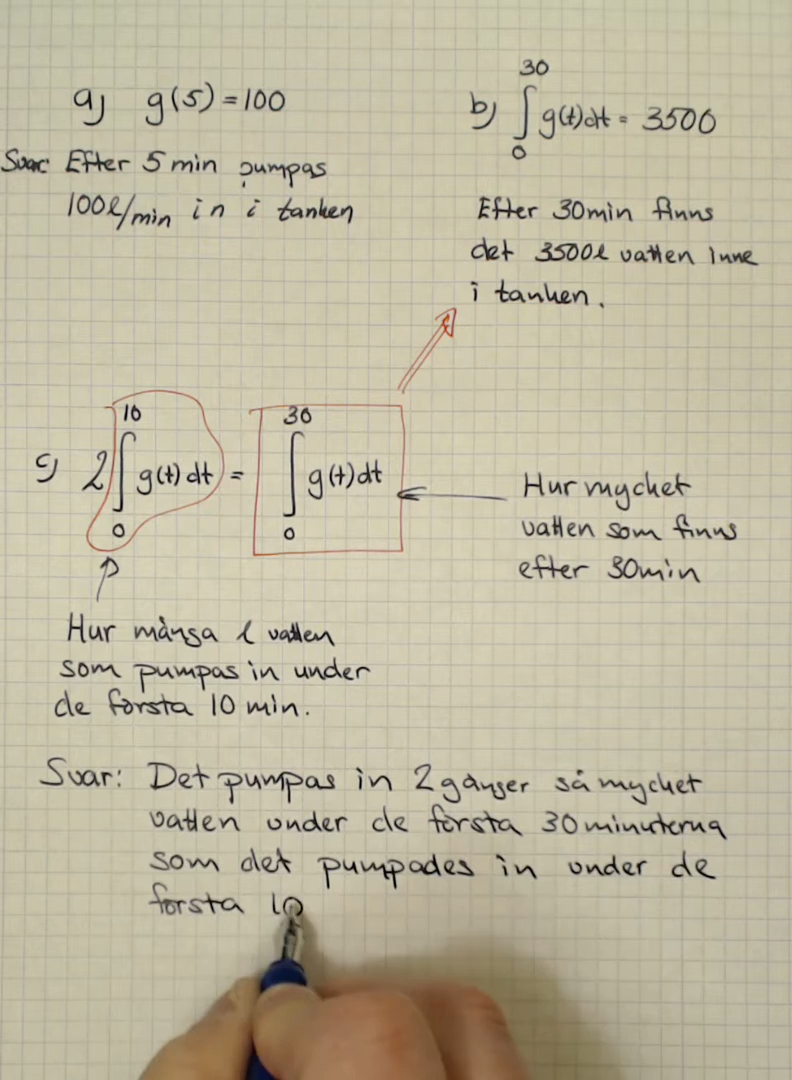 a) g(5) = 100
Svar: Efter 5 min pumpas
100ℓ/min in i tanken
b) ∫₀³⁰ g(t)dt = 3500
Efter 30min finns
det 3500ℓ vatten inne
i tanken.
c) 2 ∫₀¹⁰ g(t) dt = ∫₀³⁰ g(t) dt
Hur mycket
vatten som finns
efter 30min
Hur många ℓ vatten
som pumpas in under
de första 10 min.
Svar: Det pumpas in 2 gånger så mycket
vatten under de första 30 minuterna
som det pumpades in under de
första 10